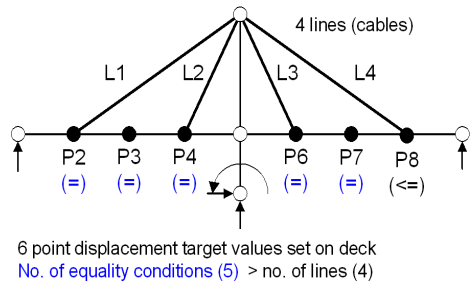 4 lines (cables)
L1 L2 L3 L4
P2 P3 P4 P6 P7 P8
(=) (=) (=) (=) (=) (<=)
6 point displacement target values set on deck
No. of equality conditions (5) > no. of lines (4)